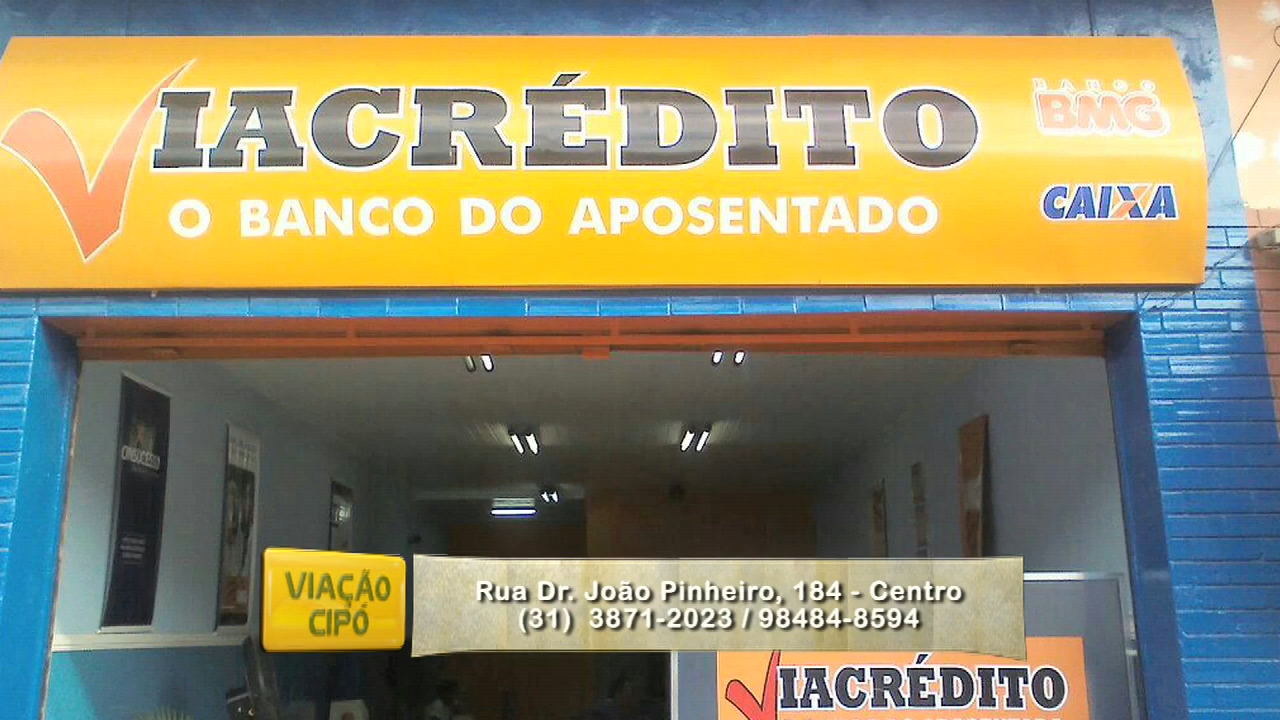 VIACRÉDITO
O BANCO DO APOSENTADO
BANCO
BMG
CAIXA
VIAÇÃO
CIPÓ
Rua Dr. João Pinheiro, 184 - Centro
(31) 3871-2023 / 98484-8594
VIACRÉDITO